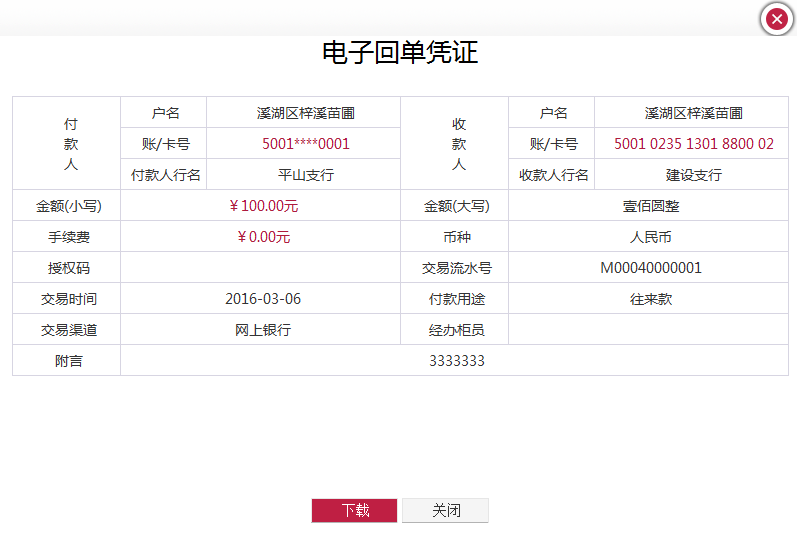 电子回单凭证
付款人 户名 溪湖区梓溪苗圃 收款人 户名 溪湖区梓溪苗圃
账/卡号 5001****0001 账/卡号 5001 0235 1301 8800 02
付款人行名 平山支行 收款人行名 建设支行
金额(小写) ￥100.00元 金额(大写) 壹佰圆整
手续费 ￥0.00元 币种 人民币
授权码 交易流水号 M00040000001
交易时间 2016-03-06 付款用途 往来款
交易渠道 网上银行 经办柜员
附言 3333333
下载 关闭